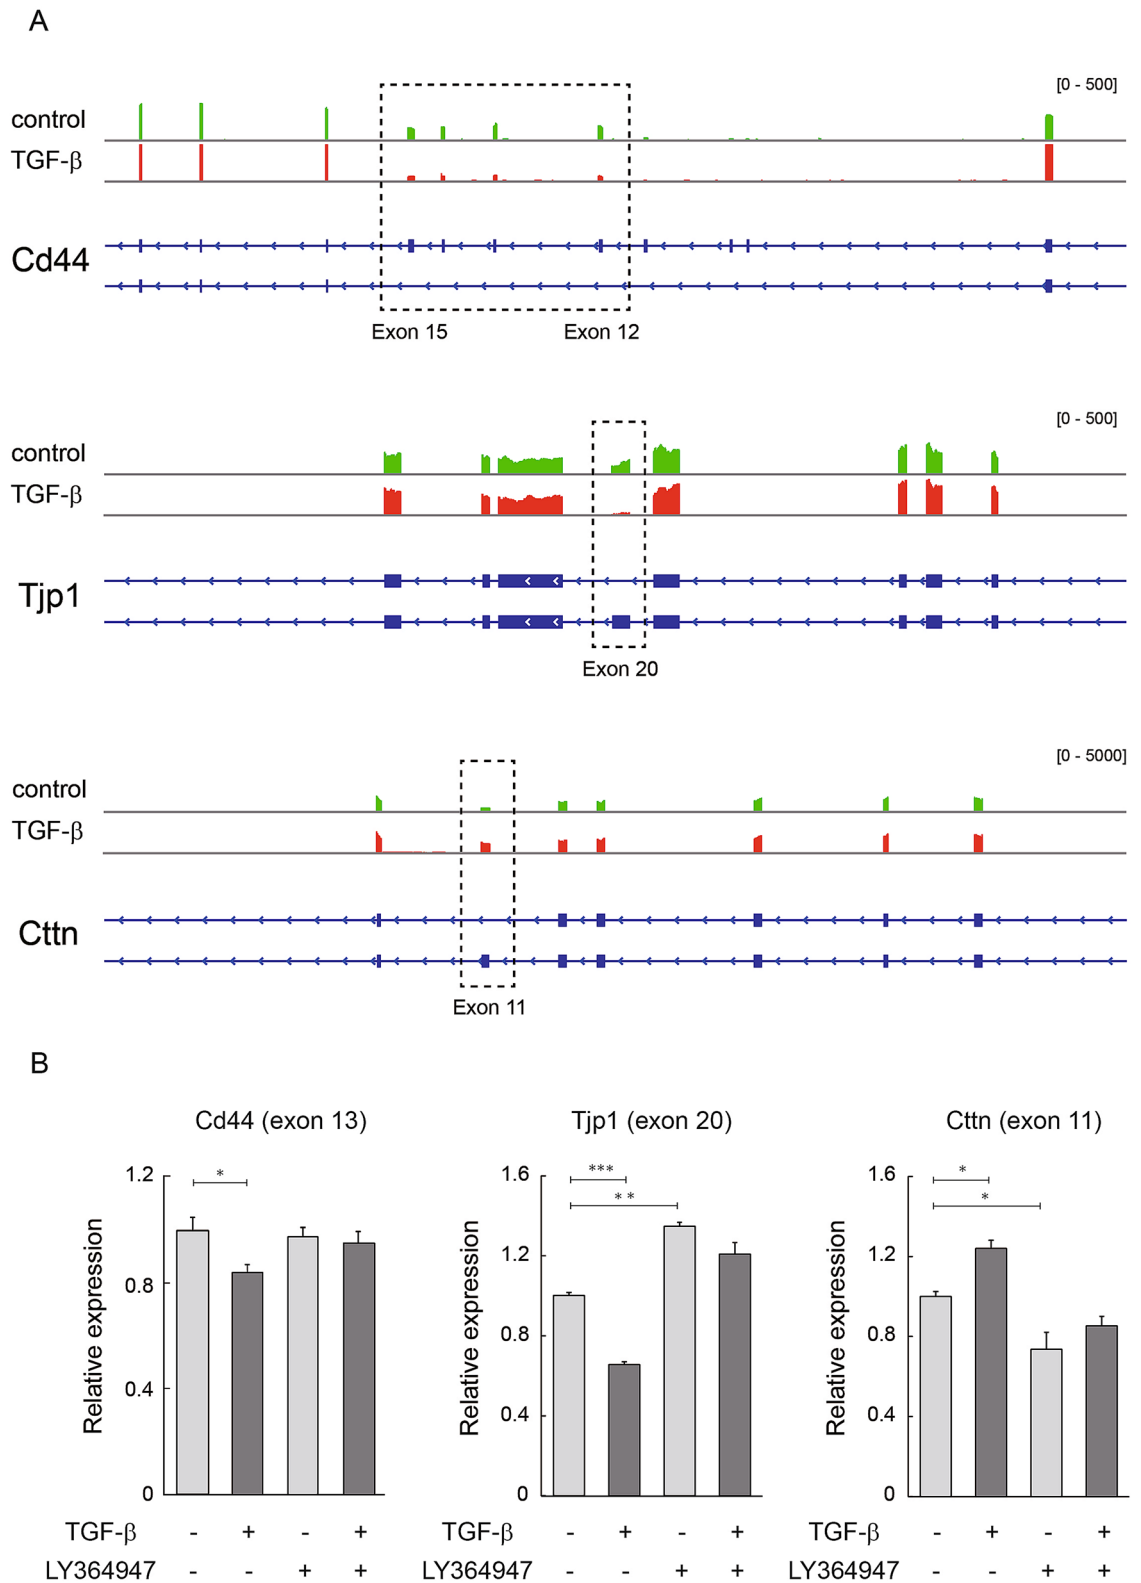 A
[0 - 500]
control
TGF-β
Cd44
Exon 15 Exon 12
[0 - 500]
control
TGF-β
Tjp1
Exon 20
[0 - 5000]
control
TGF-β
Cttn
Exon 11
B
Cd44 (exon 13) Tjp1 (exon 20) Cttn (exon 11)
Relative expression
1.2
0.8
0.4
0
*
Relative expression
1.6
1.2
0.8
0.4
0
***
**
Relative expression
1.6
1.2
0.8
0.4
0
*
*
TGF-β - + - + TGF-β - + - + TGF-β - + - +
LY364947 - - + + LY364947 - - + + LY364947 - - + +